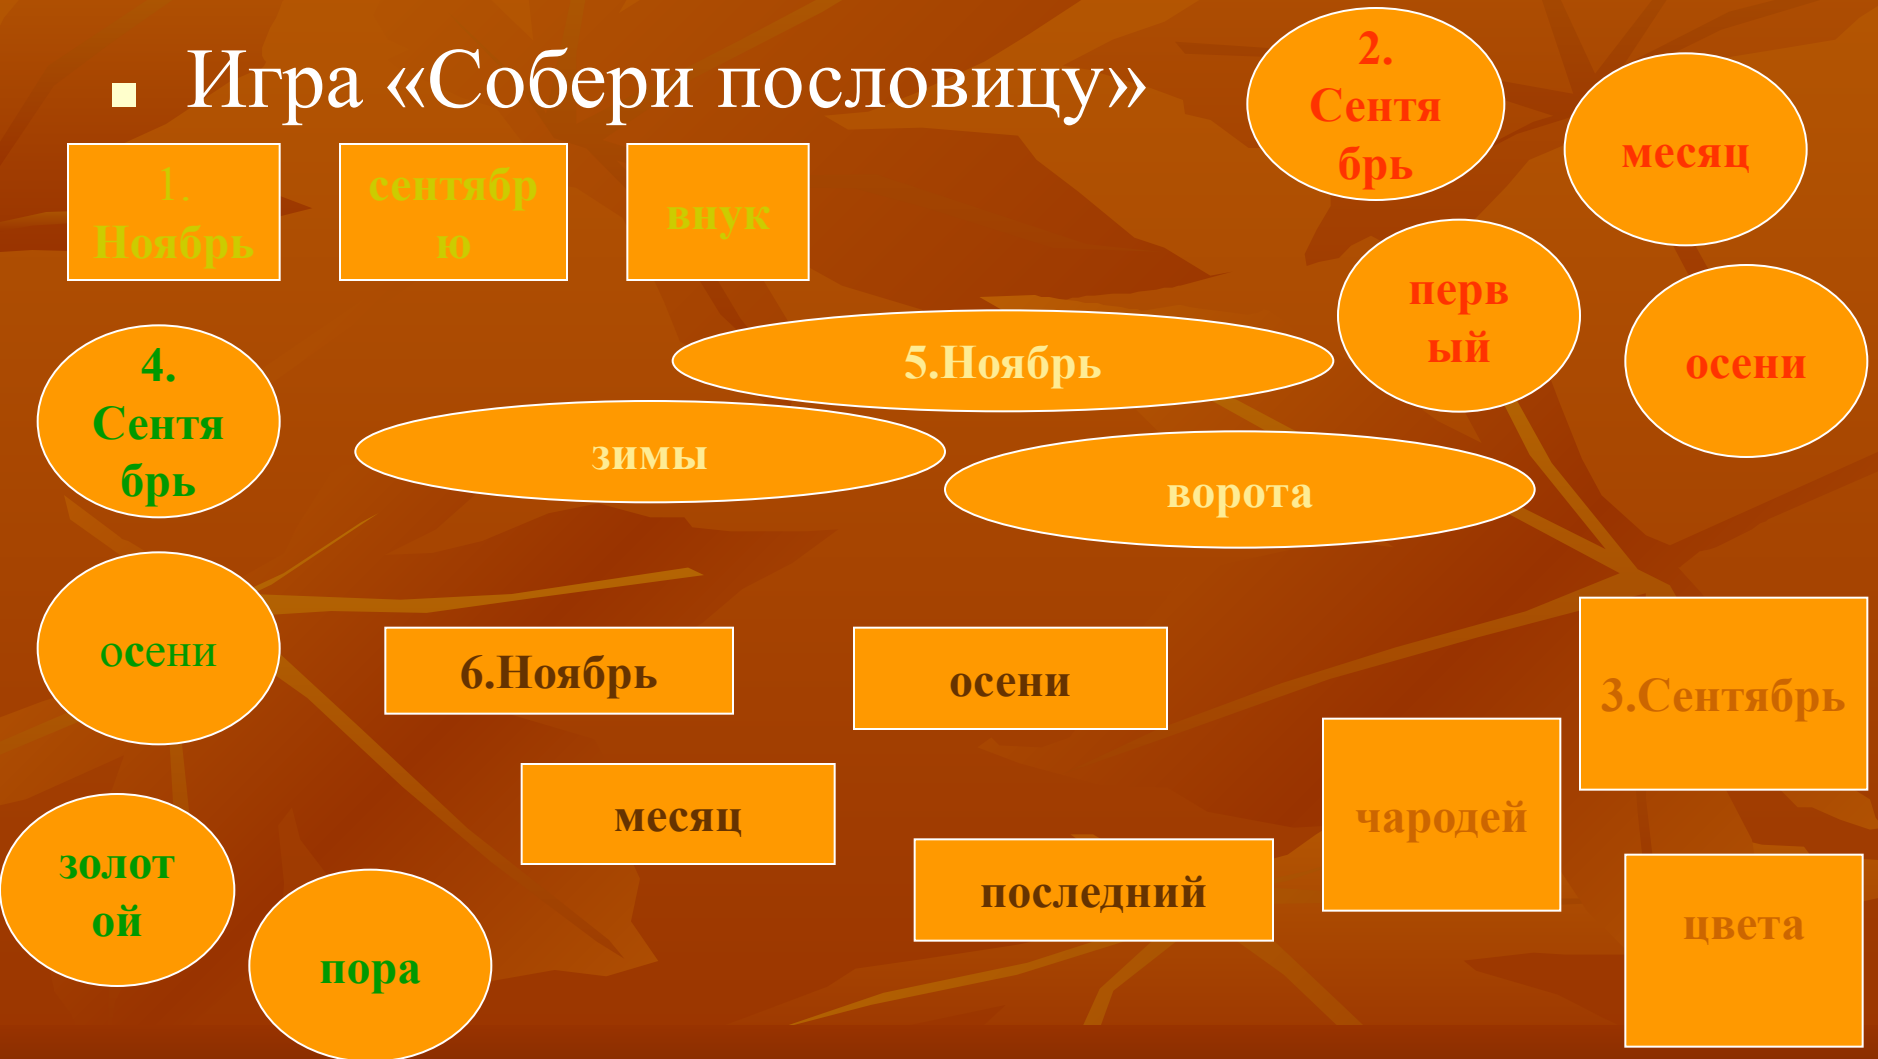 Игра «Собери пословицу»
1.
Ноябрь
сентябр
ю
внук
2.
Сентя
брь
месяц
перв
ый
осени
4.
Сентя
брь
5.Ноябрь
зимы
ворота
осени
6.Ноябрь
осени
3.Сентябрь
месяц
чародей
последний
цвета
золот
ой
пора